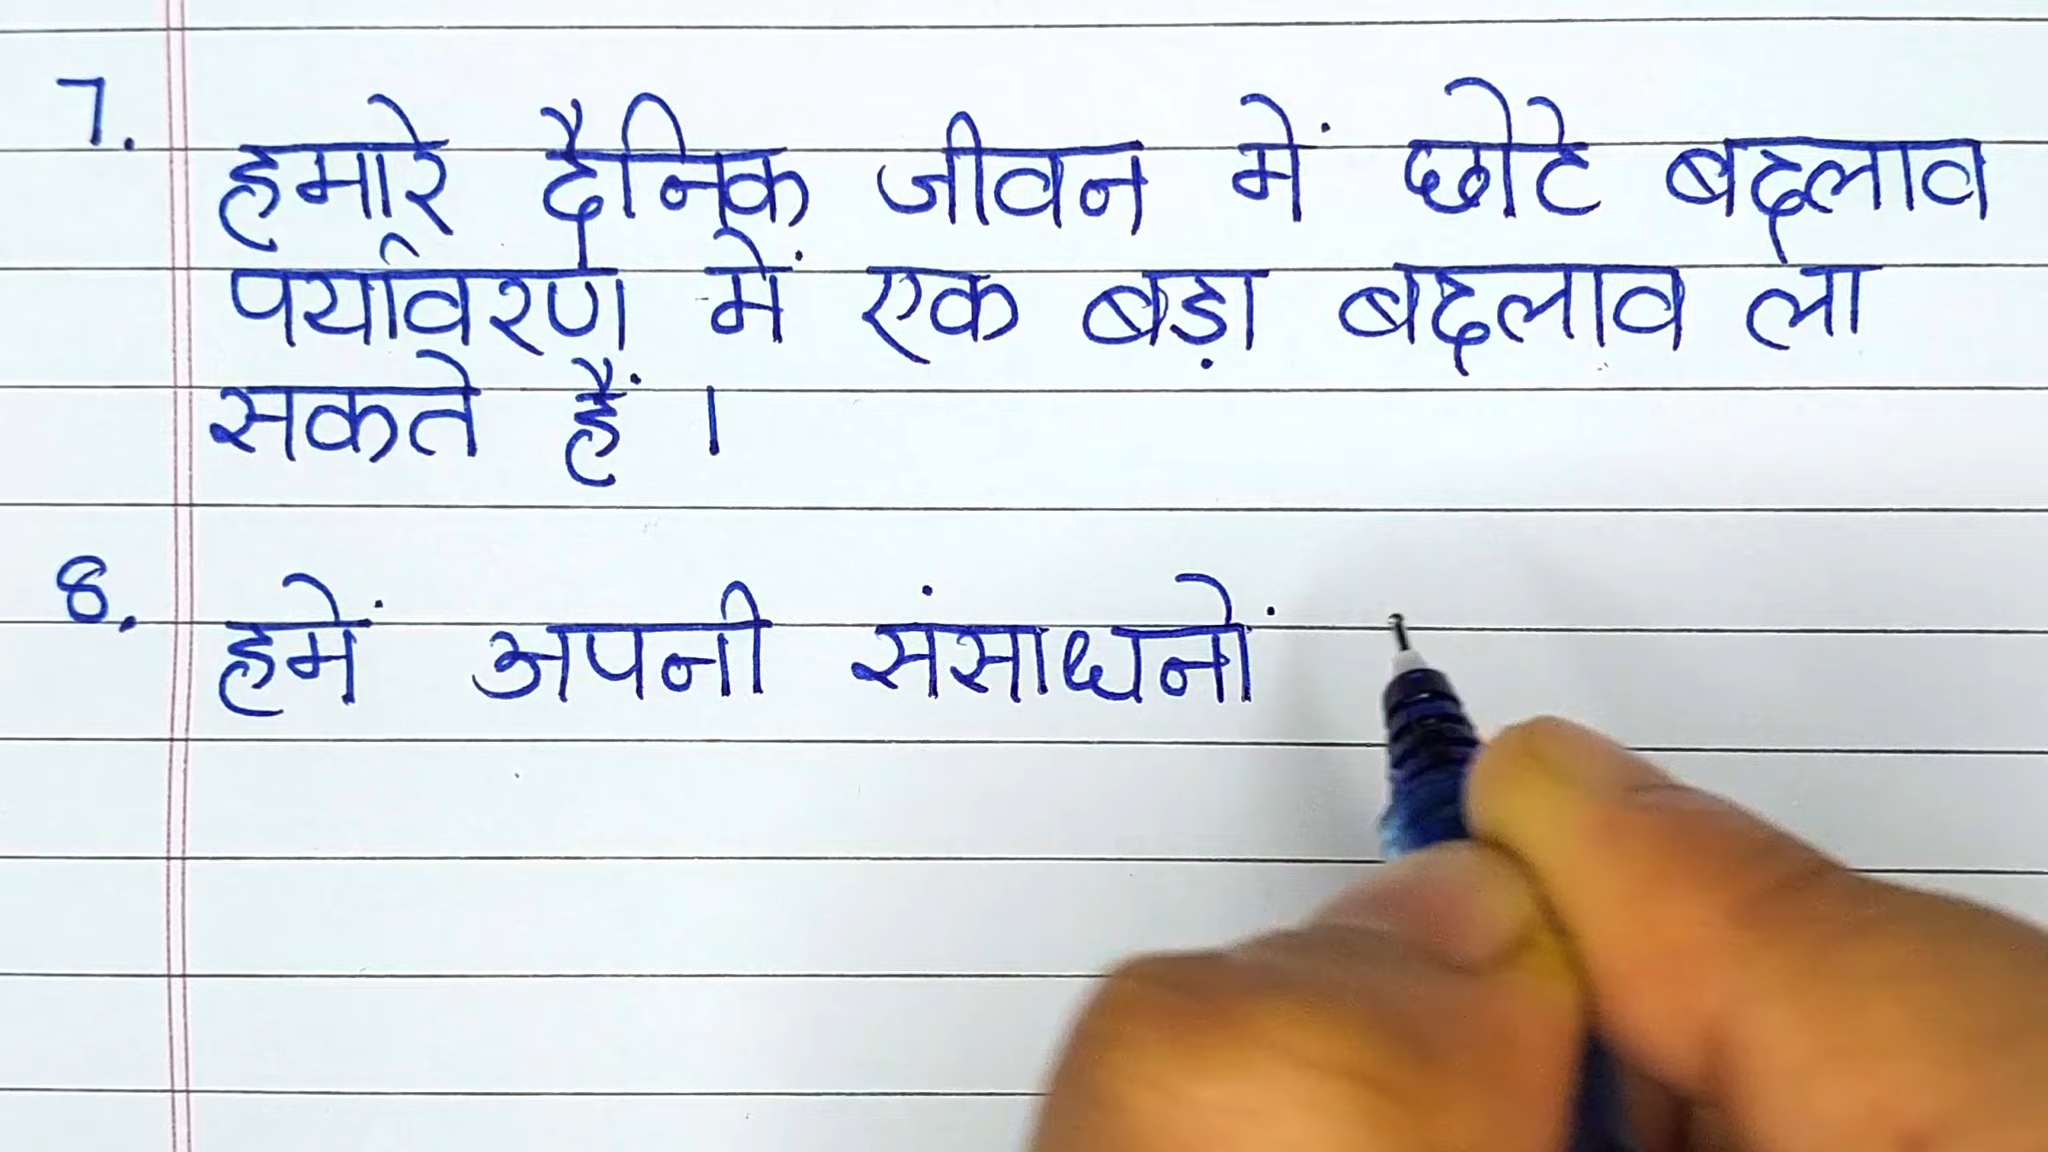 7. हमारे दैनिक जीवन में छोटे बदलाव
पर्यावरण में एक बड़ा बदलाव ला
सकते हैं।
8. हमें अपनी संसाधनों